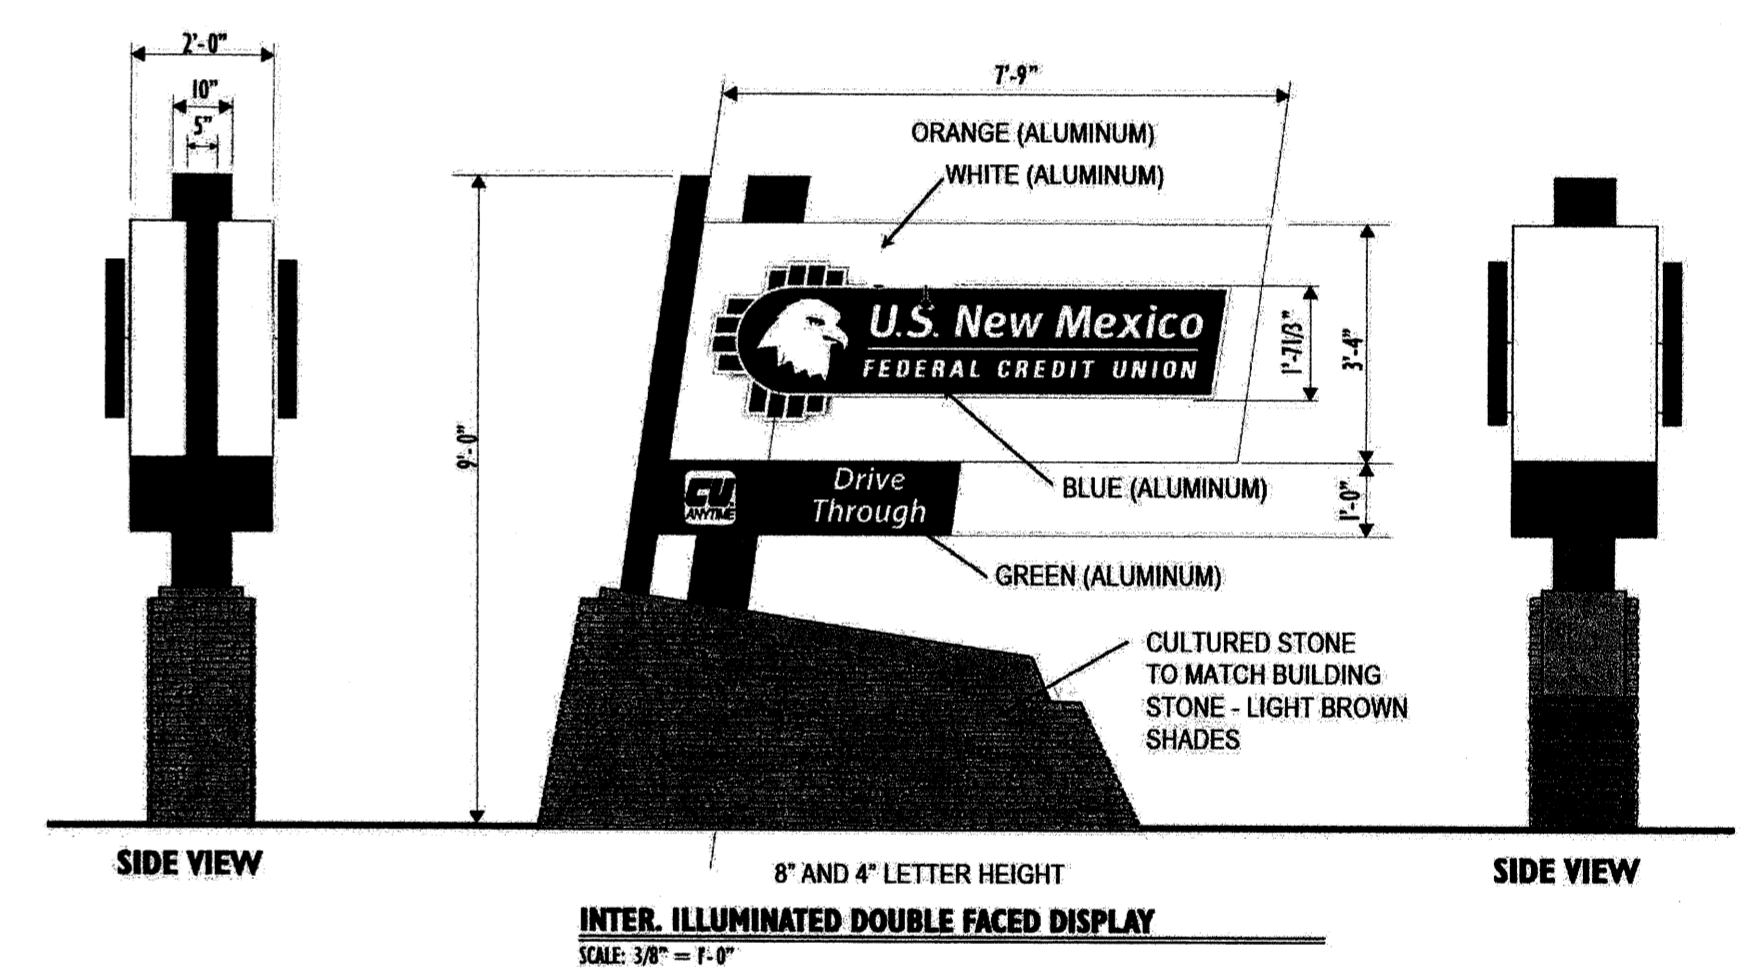 2'-0"
10"
5"
7'-9"
ORANGE (ALUMINUM)
WHITE (ALUMINUM)
U.S. New Mexico
FEDERAL CREDIT UNION
1'-7 1/3"
3'-4"
9'-0"
BLUE (ALUMINUM)
CU
ANYTIME
Drive
Through
1'-0"
GREEN (ALUMINUM)
CULTURED STONE
TO MATCH BUILDING
STONE - LIGHT BROWN
SHADES
SIDE VIEW
8" AND 4" LETTER HEIGHT
SIDE VIEW
INTER. ILLUMINATED DOUBLE FACED DISPLAY
SCALE: 3/8" = 1'-0"